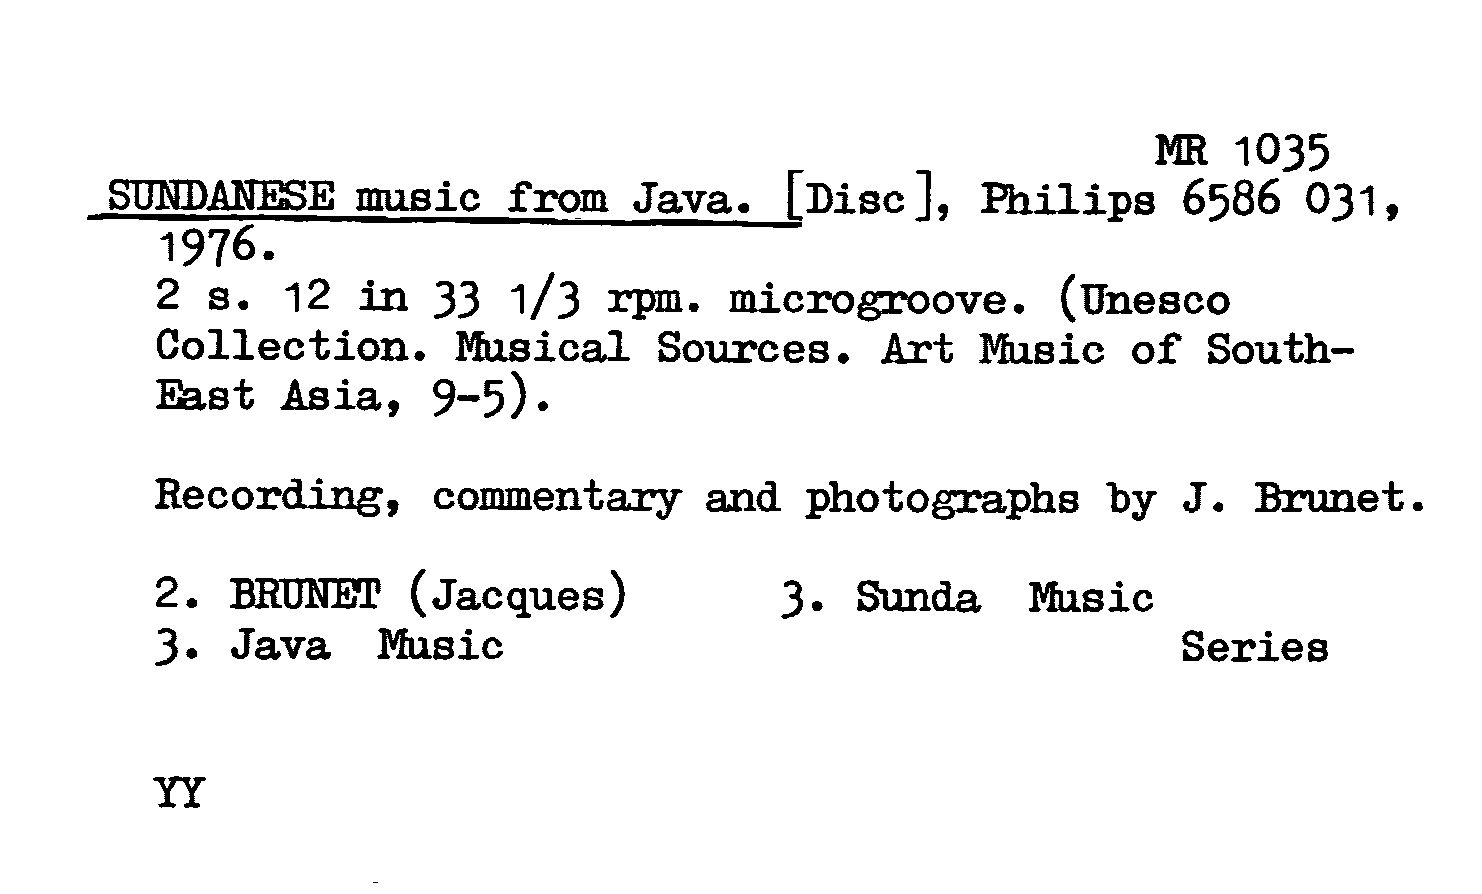 MR 1035
SUNDANESE music from Java. [Disc], Philips 6586 031,
1976.
2 s. 12 in 33 1/3 rpm. microgroove. (Unesco
Collection. Musical Sources. Art Music of South-
East Asia, 9-5).
Recording, commentary and photographs by J. Brunet.
2. BRUNET (Jacques) 3. Sunda Music
3. Java Music Series
YY